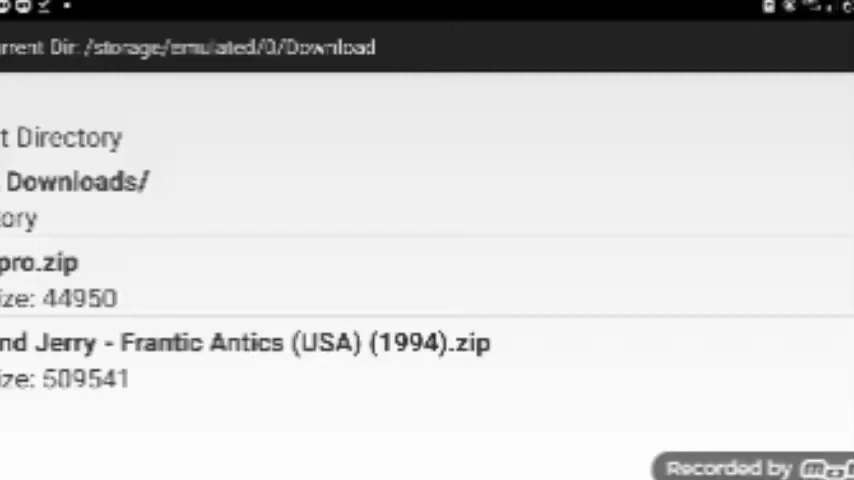 rrent Dir: /storage/emulated/0/Download
t Directory
Downloads/
ory
pro.zip
ize: 44950
nd Jerry - Frantic Antics (USA) (1994).zip
ize: 509541
Recorded by